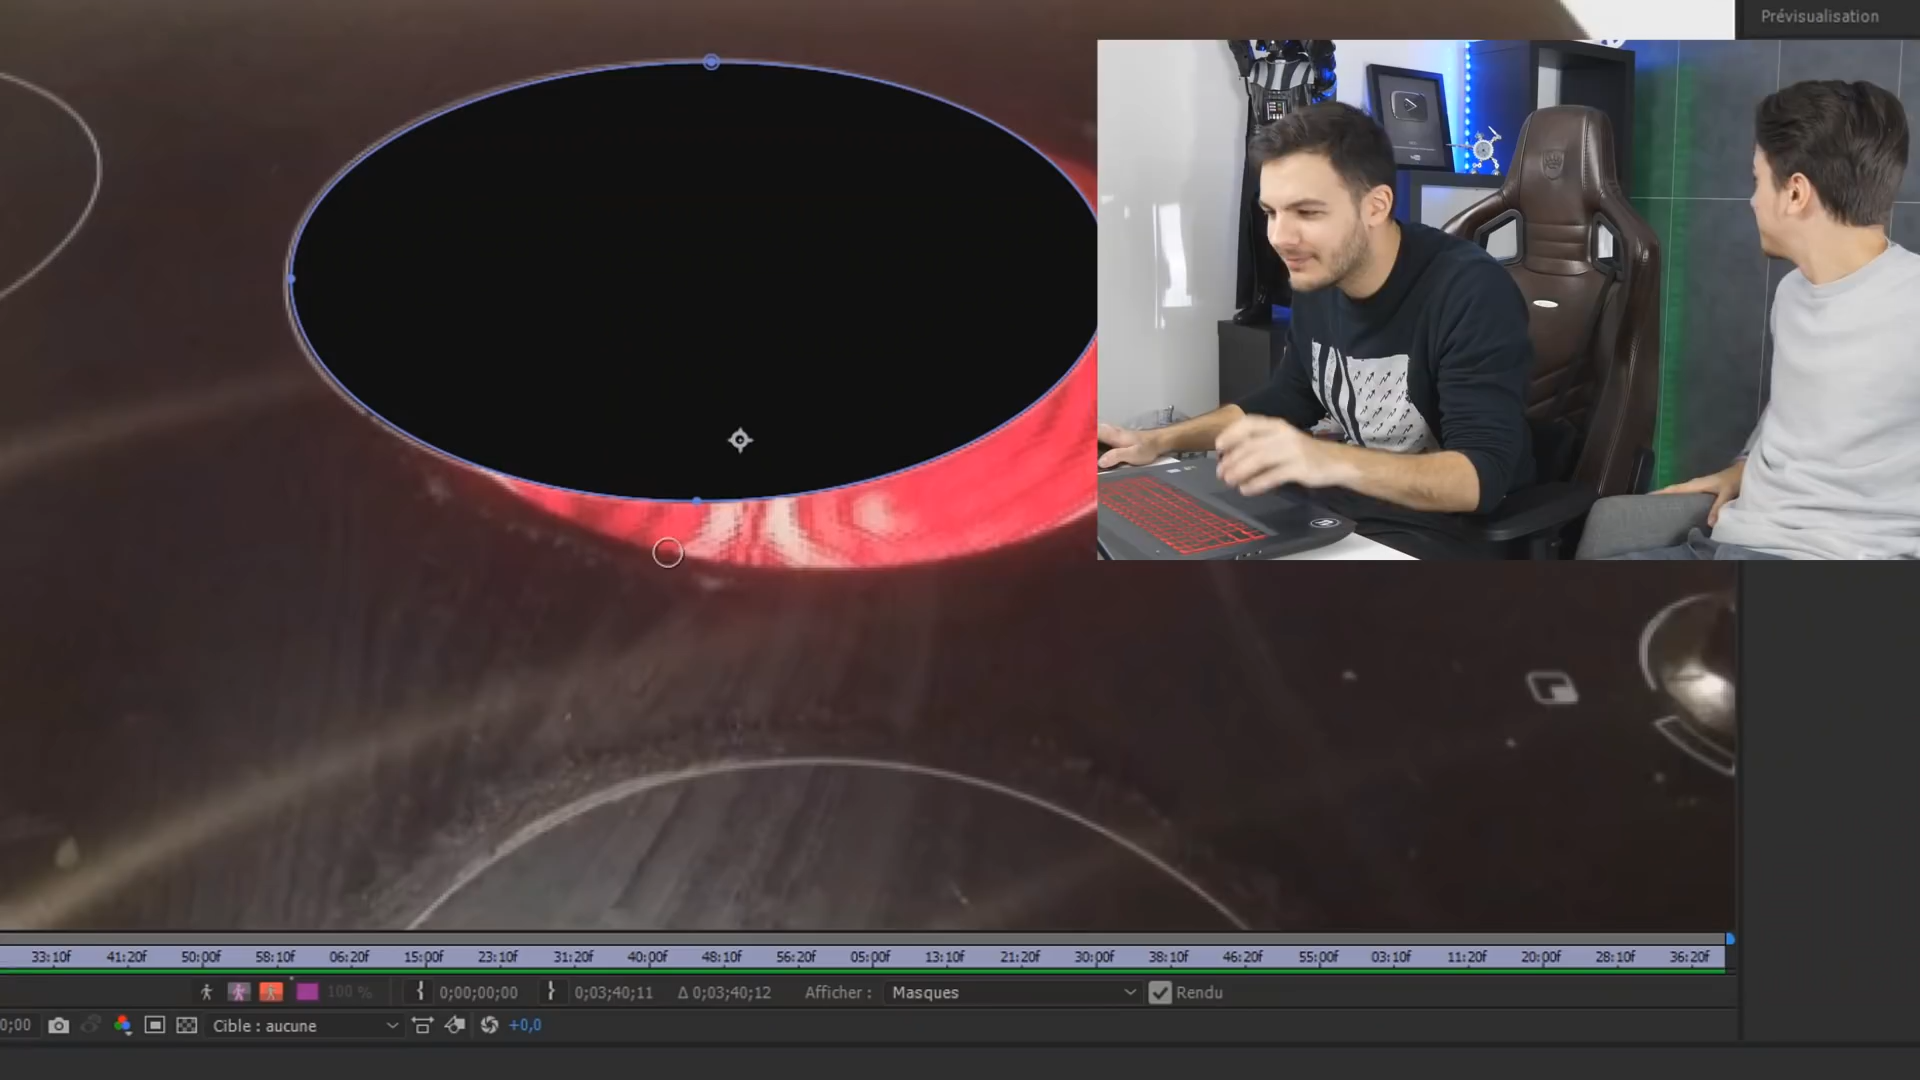 Prévisualisation
33:10f 41:20f 50:00f 58:10f 06:20f 15:00f 23:10f 31:20f 40:00f 48:10f 56:20f 05:00f 13:10f 21:20f 30:00f 38:10f 46:20f 55:00f 03:10f 11:20f 20:00f 28:10f 36:20f
100 % { 0;00;00;00 } 0;03;40;11 Δ 0;03;40;12 Afficher : Masques Rendu
0;00 Cible : aucune +0,0